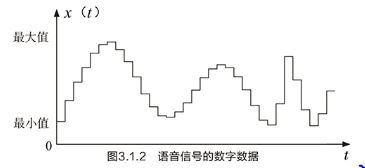 x（t）
最大值
最小值
0
t
图3.1.2 语音信号的数字数据